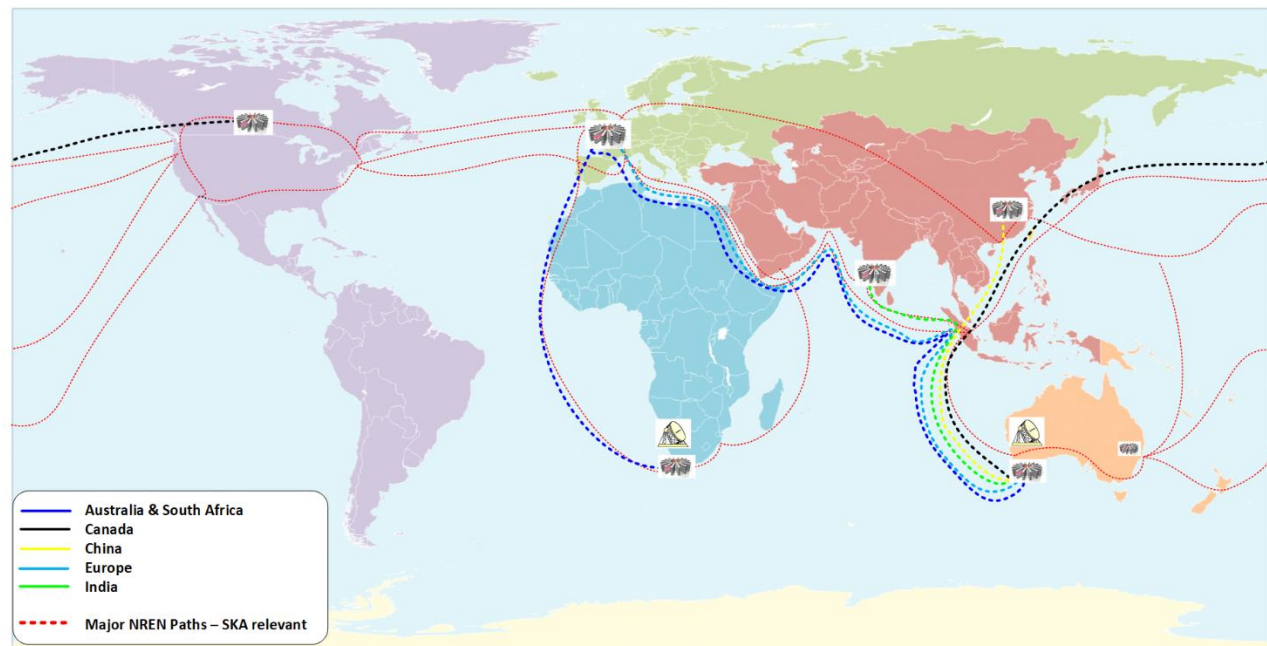 Australia & South Africa
Canada
China
Europe
India
Major NREN Paths – SKA relevant